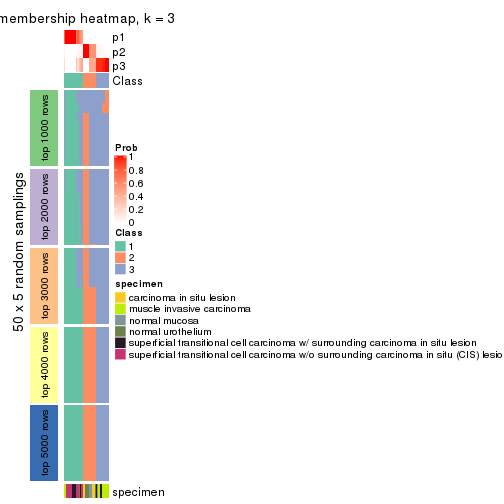 membership heatmap, k = 3
p1
p2
p3
Class
50 x 5 random samplings
top 1000 rows
top 2000 rows
top 3000 rows
top 4000 rows
top 5000 rows
Prob
1
0.8
0.6
0.4
0.2
0
Class
1
2
3
specimen
carcinoma in situ lesion
muscle invasive carcinoma
normal mucosa
normal urothelium
superficial transitional cell carcinoma w/ surrounding carcinoma in situ lesion
superficial transitional cell carcinoma w/o surrounding carcinoma in situ (CIS) lesio
specimen